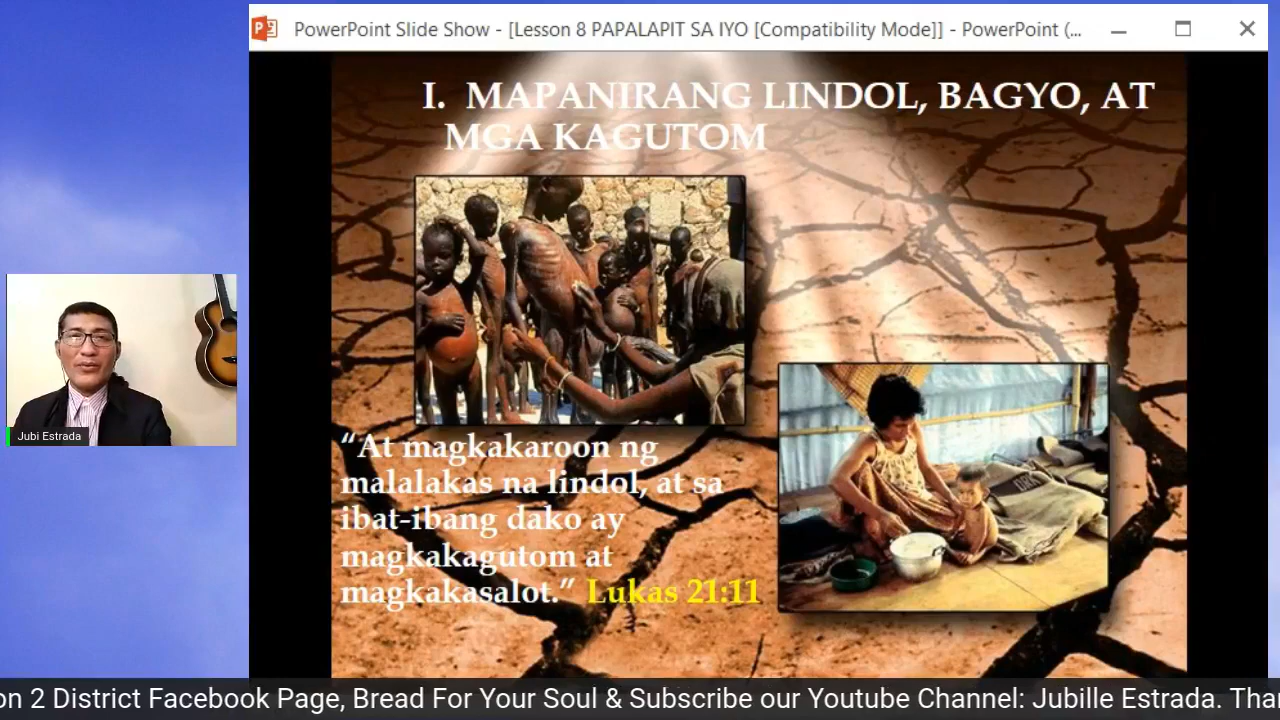 PowerPoint Slide Show - [Lesson 8 PAPALAPIT SA IYO [Compatibility Mode]] - PowerPoint (...
I. MAPANIRANG LINDOL, BAGYO, AT
MGA KAGUTOM
“At magkakaroon ng
malalakas na lindol, at sa
ibat-ibang dako ay
magkakagutom at
magkakasalot.” Lukas 21:11
Jubi Estrada
on 2 District Facebook Page, Bread For Your Soul & Subscribe our Youtube Channel: Jubille Estrada. Than